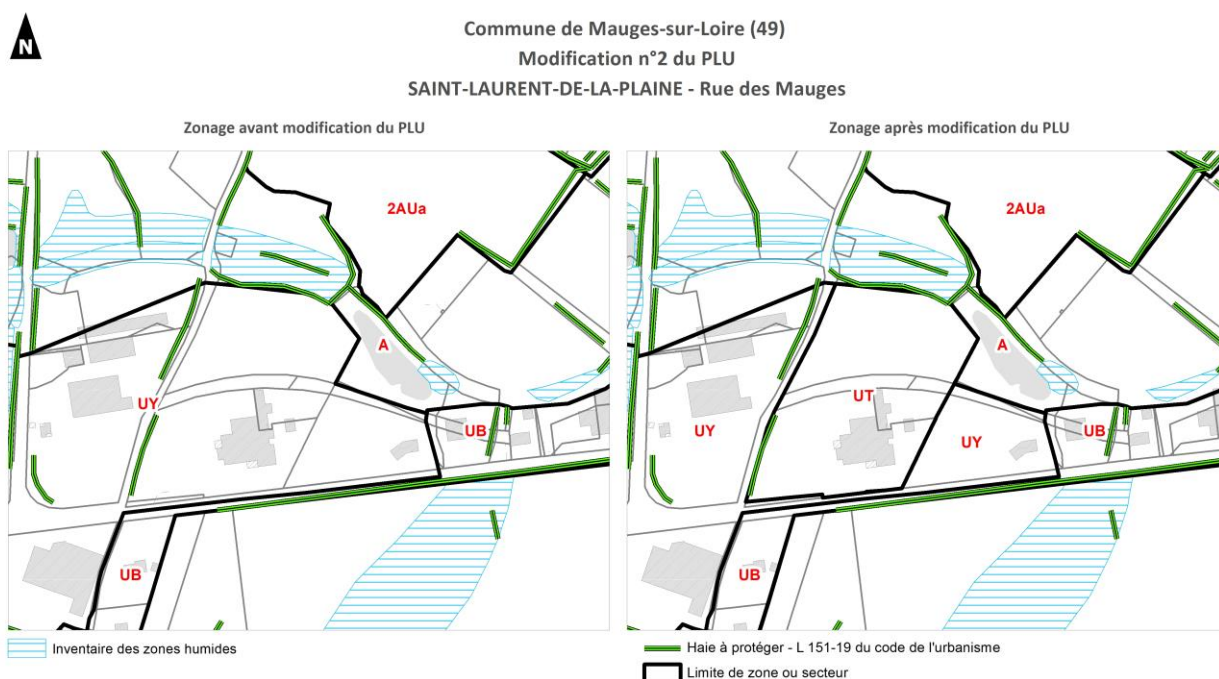 N
Commune de Mauges-sur-Loire (49)
Modification n°2 du PLU
SAINT-LAURENT-DE-LA-PLAINE - Rue des Mauges
Zonage avant modification du PLU
Zonage après modification du PLU
2AUa
A
UY
UB
UB
2AUa
A
UT
UY
UY
UB
UB
Inventaire des zones humides
Haie à protéger - L 151-19 du code de l'urbanisme
Limite de zone ou secteur